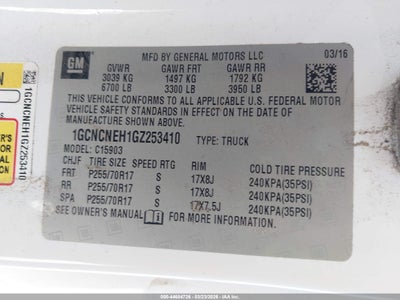 GM
MFD BY GENERAL MOTORS LLC
03/16
GVWR GAWR FRT GAWR RR
3039 KG 1497 KG 1792 KG
6700 LB 3300 LB 3950 LB
THIS VEHICLE CONFORMS TO ALL APPLICABLE U.S. FEDERAL MOTOR
VEHICLE SAFETY STANDARDS IN EFFECT ON THE DATE OF
MANUFACTURE SHOWN ABOVE.
1GCNCNEH1GZ253410 TYPE: TRUCK
MODEL: C15903
CHJF TIRE SIZE SPEED RTG RIM COLD TIRE PRESSURE
FRT P255/70R17 S 17X8J 240KPA(35PSI)
RR P255/70R17 S 17X8J 240KPA(35PSI)
SPA P255/70R17 S 17X7.5J 240KPA(35PSI)
SEE OWNER'S MANUAL FOR ADDITIONAL INFORMATION.
1GCNCNEH1GZ253410